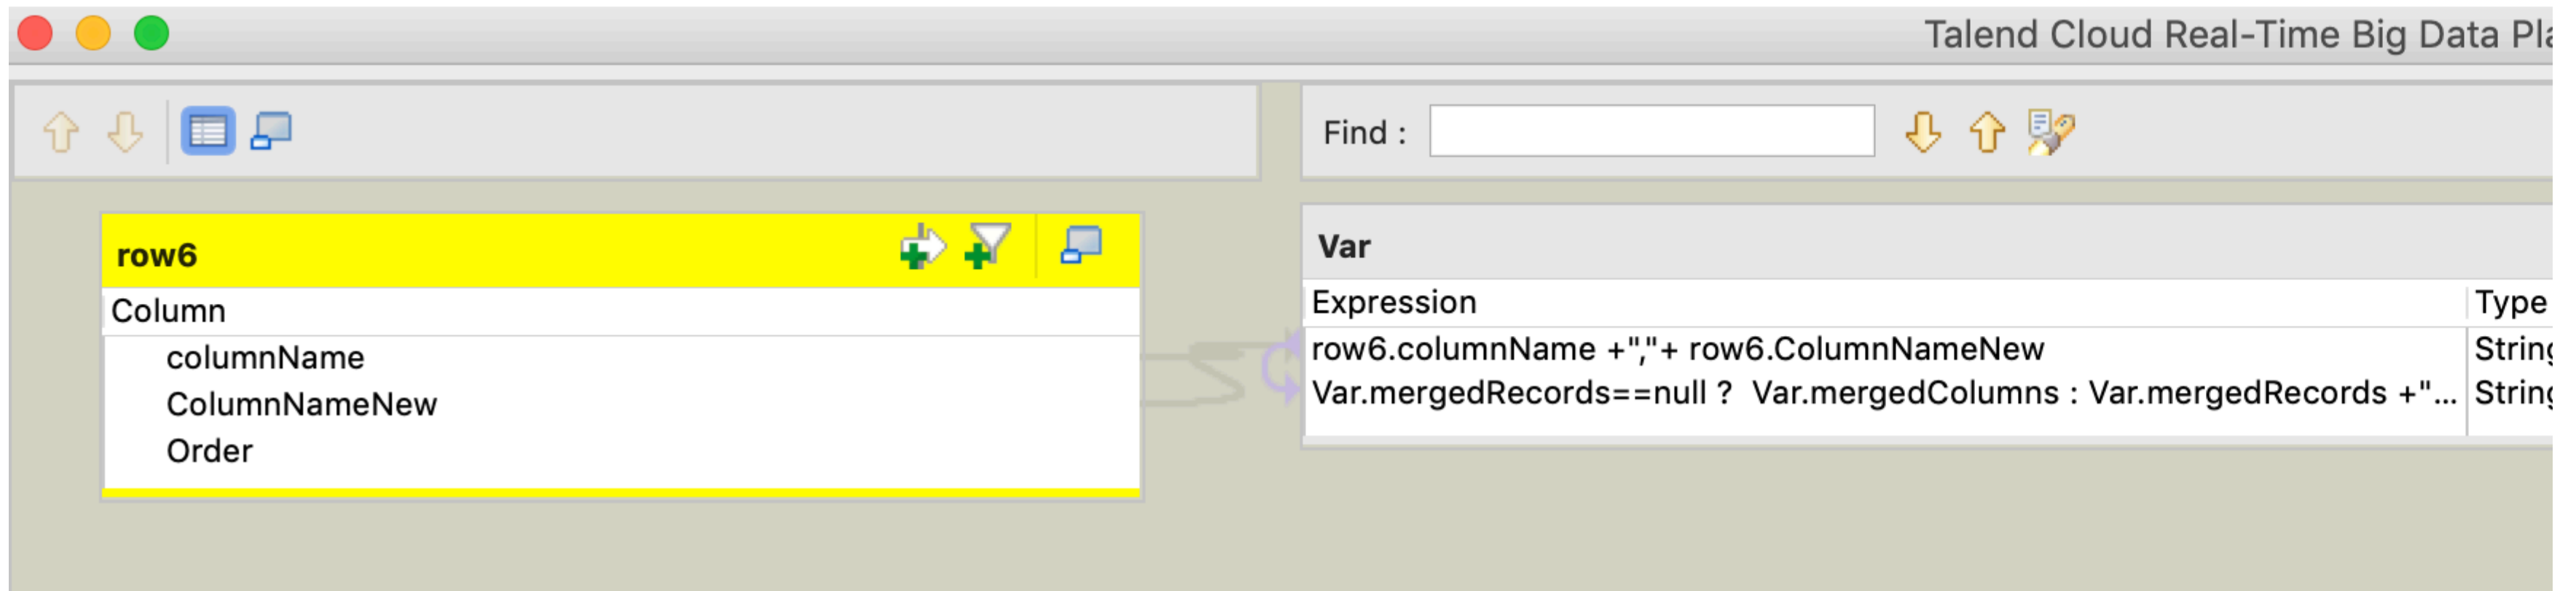 Talend Cloud Real-Time Big Data
Find :
row6
Column
columnName
ColumnNameNew
Order
Var
Expression Type
row6.columnName +","+ row6.ColumnNameNew String
Var.mergedRecords==null ? Var.mergedColumns : Var.mergedRecords +"... String